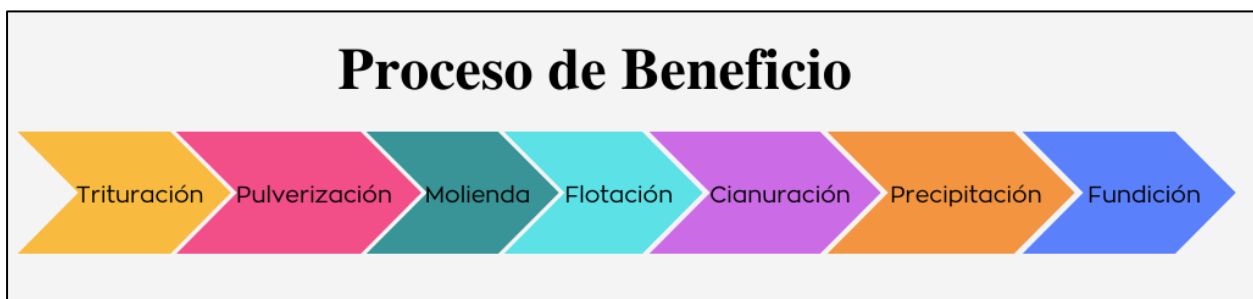 Proceso de Beneficio
Trituración Pulverización Molienda Flotación Cianuración Precipitación Fundición